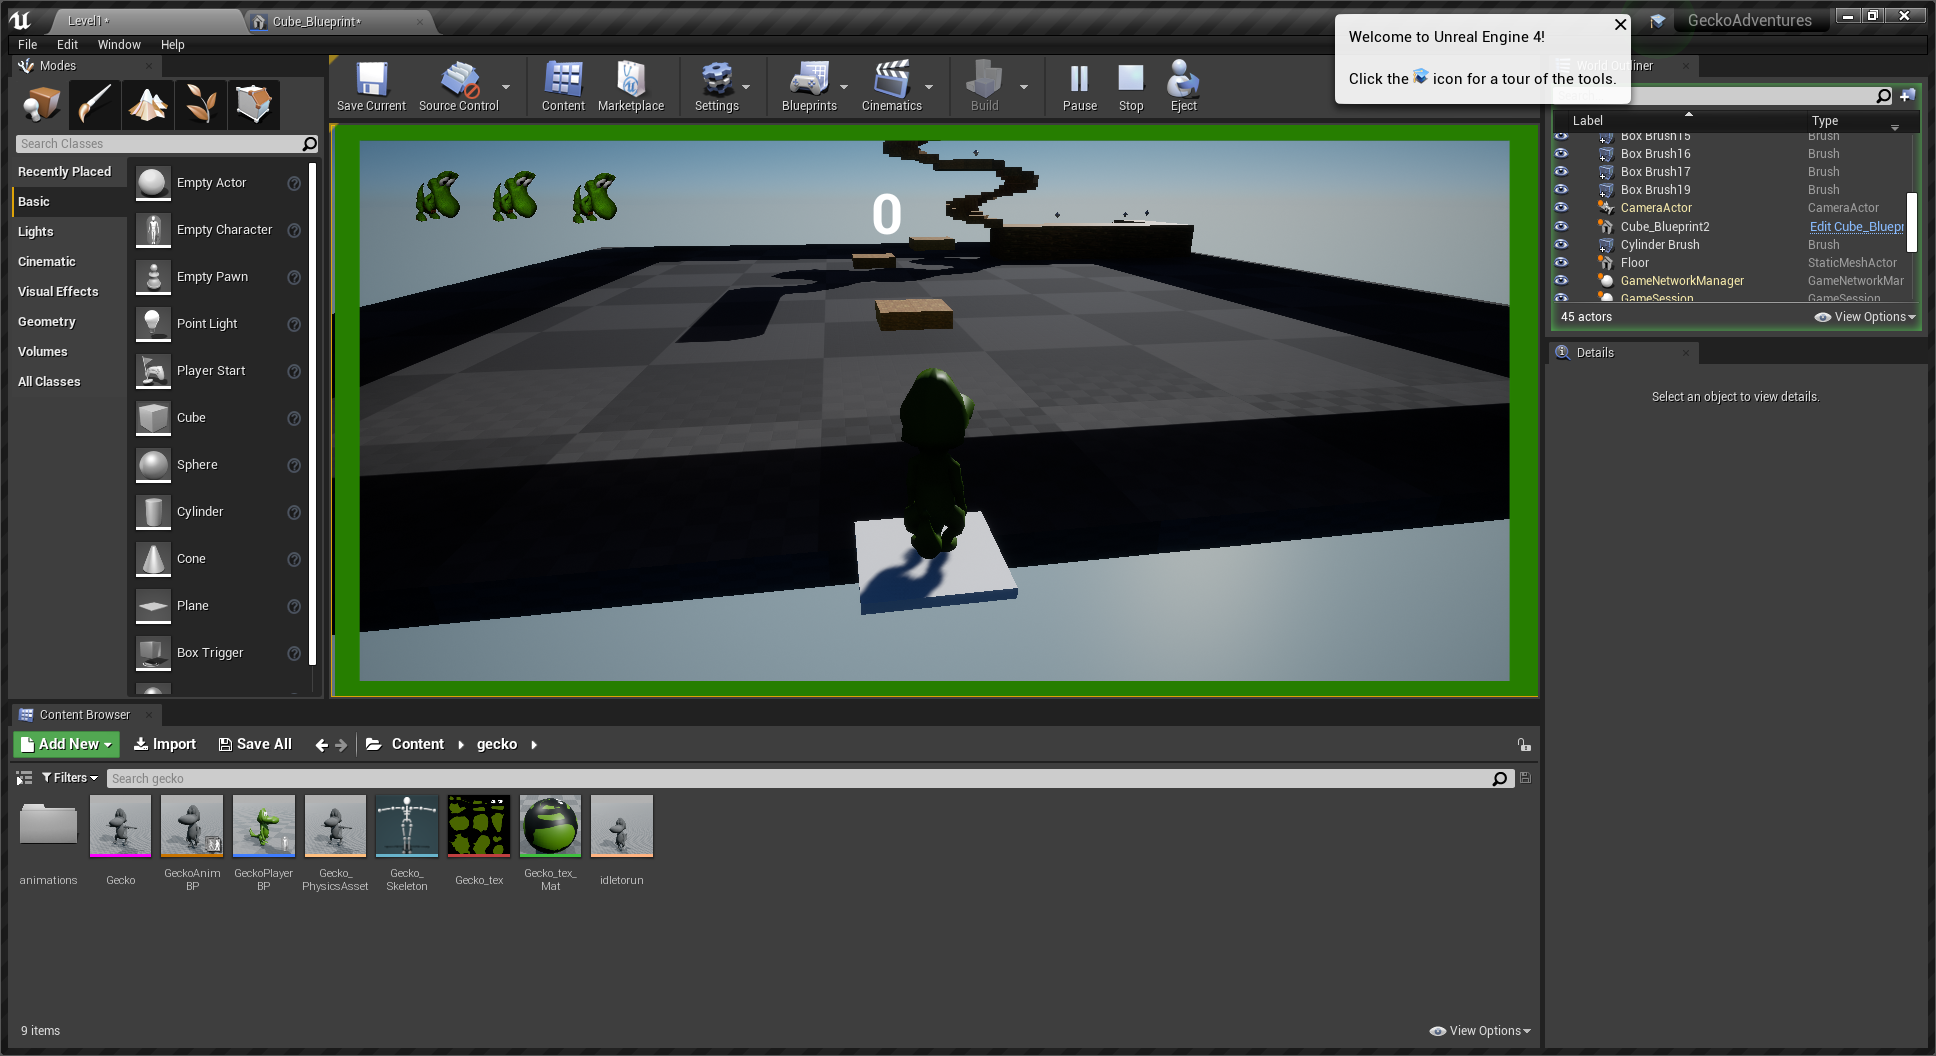 Level1*
Cube_Blueprint*
GeckoAdventures
File Edit Window Help
Welcome to Unreal Engine 4!
Click the icon for a tour of the tools.
Modes
Search Classes
Recently Placed
Basic
Lights
Cinematic
Visual Effects
Geometry
Volumes
All Classes
Empty Actor
Empty Character
Empty Pawn
Point Light
Player Start
Cube
Sphere
Cylinder
Cone
Plane
Box Trigger
Save Current
Source Control
Content
Marketplace
Settings
Blueprints
Cinematics
Build
Pause
Stop
Eject
0
World Outliner
Label Type
Box Brush15 Brush
Box Brush16 Brush
Box Brush17 Brush
Box Brush19 Brush
CameraActor CameraActor
Cube_Blueprint2 Edit Cube_Bluepr
Cylinder Brush Brush
Floor StaticMeshActor
GameNetworkManager GameNetworkMar
GameSession GameSession
45 actors View Options
Details
Select an object to view details.
Content Browser
Add New Import Save All Content gecko
Filters Search gecko
animations
Gecko
GeckoAnim
BP
GeckoPlayer
BP
Gecko_
PhysicsAsset
Gecko_
Skeleton
Gecko_tex
Gecko_tex_
Mat
idletorun
9 items View Options